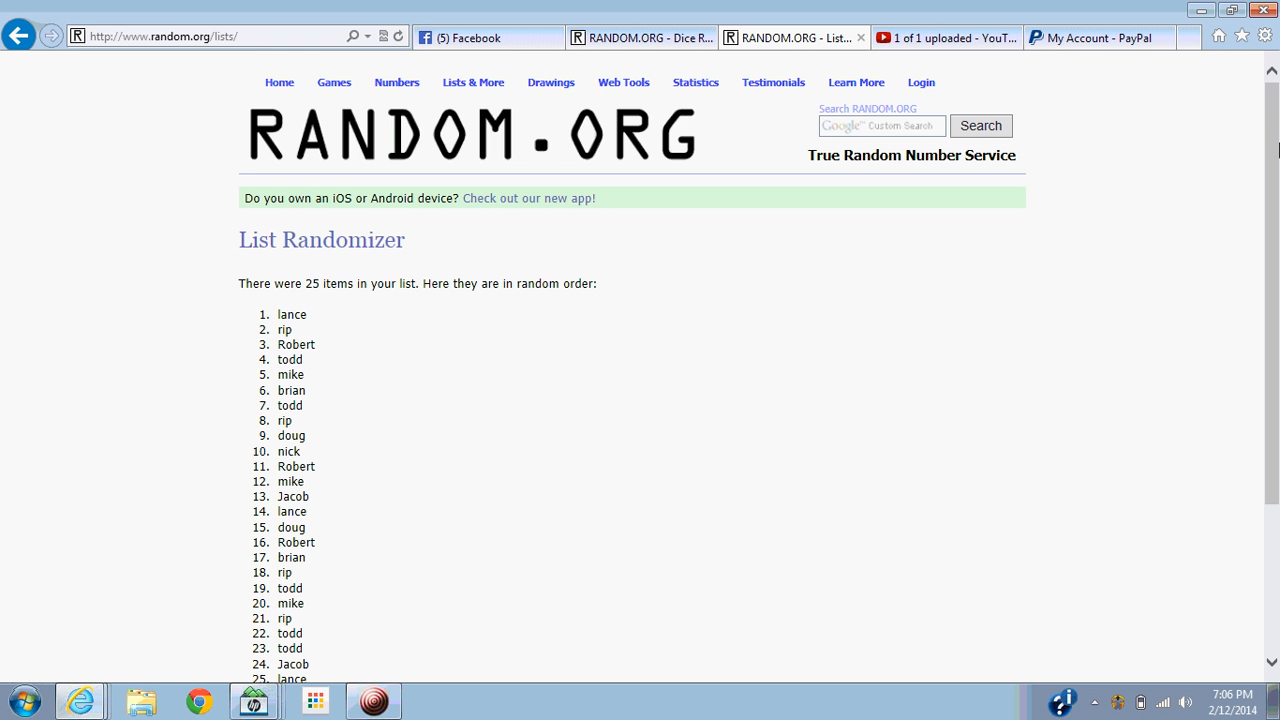 http://www.random.org/lists/
(5) Facebook
RANDOM.ORG - Dice R...
RANDOM.ORG - List...
1 of 1 uploaded - YouT...
My Account - PayPal
Home Games Numbers Lists & More Drawings Web Tools Statistics Testimonials Learn More Login
RANDOM.ORG
Search RANDOM.ORG
Google™ Custom Search
Search
True Random Number Service
Do you own an iOS or Android device? Check out our new app!
List Randomizer
There were 25 items in your list. Here they are in random order:
1. lance
2. rip
3. Robert
4. todd
5. mike
6. brian
7. todd
8. rip
9. doug
10. nick
11. Robert
12. mike
13. Jacob
14. lance
15. doug
16. Robert
17. brian
18. rip
19. todd
20. mike
21. rip
22. todd
23. todd
24. Jacob
25. lance
7:06 PM
2/12/2014